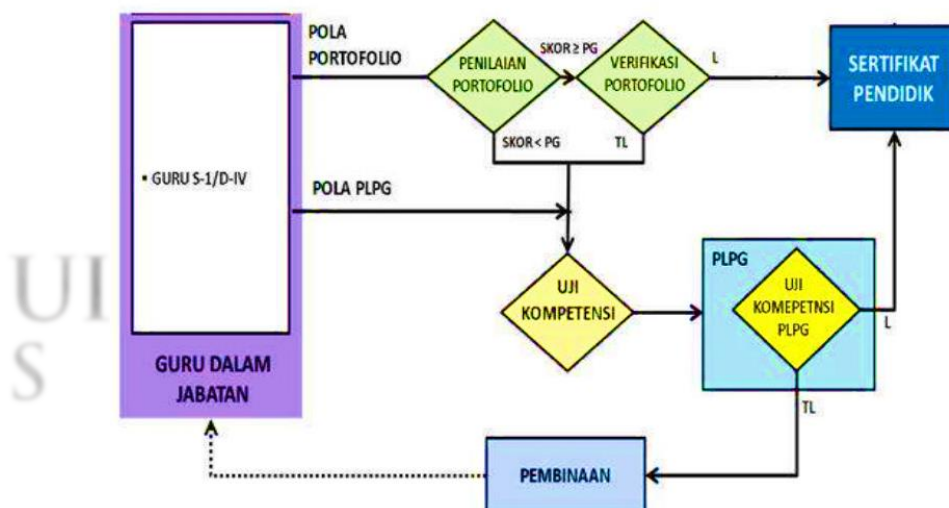 POLA
PORTOFOLIO
PENILAIAN
PORTOFOLIO
SKOR ≥ PG
VERIFIKASI
PORTOFOLIO
L
SERTIFIKAT
PENDIDIK
SKOR < PG
TL
• GURU S-1/D-IV
POLA PLPG
UJI
KOMPETENSI
PLPG
UJI
KOMEPETNSI
PLPG
L
TL
GURU DALAM
JABATAN
PEMBINAAN
UI
S